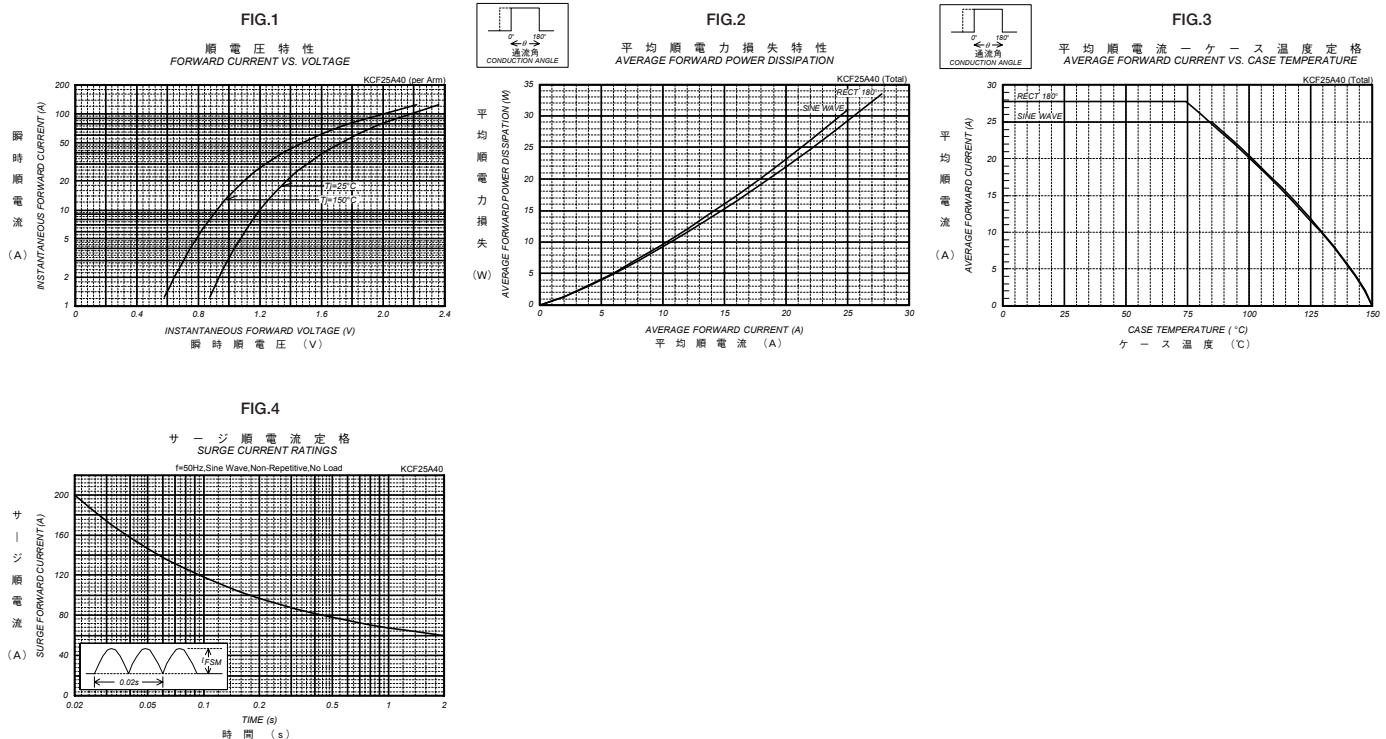 FIG.1
順電圧特性
FORWARD CURRENT VS. VOLTAGE
KCF25A40 (per Arm)
瞬時順電流 (A)
INSTANTANEOUS FORWARD CURRENT (A)
200
100
50
20
10
5
2
1
Tj=25°C
Tj=150°C
0 0.4 0.8 1.2 1.6 2.0 2.4
INSTANTANEOUS FORWARD VOLTAGE (V)
瞬時順電圧 (V)
0° 180°
θ
通流角
CONDUCTION ANGLE
FIG.2
平均順電力損失特性
AVERAGE FORWARD POWER DISSIPATION
KCF25A40 (Total)
平均順電力損失 (W)
AVERAGE FORWARD POWER DISSIPATION (W)
35
30
25
20
15
10
5
0
RECT 180°
SINE WAVE
0 5 10 15 20 25 30
AVERAGE FORWARD CURRENT (A)
平均順電流 (A)
0° 180°
θ
通流角
CONDUCTION ANGLE
FIG.3
平均順電流ーケース温度定格
AVERAGE FORWARD CURRENT VS. CASE TEMPERATURE
KCF25A40 (Total)
平均順電流 (A)
AVERAGE FORWARD CURRENT (A)
30
25
20
15
10
5
0
RECT 180°
SINE WAVE
0 25 50 75 100 125 150
CASE TEMPERATURE ( °C)
ケース温度 (℃)
FIG.4
サージ順電流定格
SURGE CURRENT RATINGS
f=50Hz,Sine Wave,Non-Repetitive,No Load
KCF25A40
サージ順電流 (A)
SURGE FORWARD CURRENT (A)
200
160
120
80
40
0
IFSM
0.02s
0.02 0.05 0.1 0.2 0.5 1 2
TIME (s)
時間 (s)